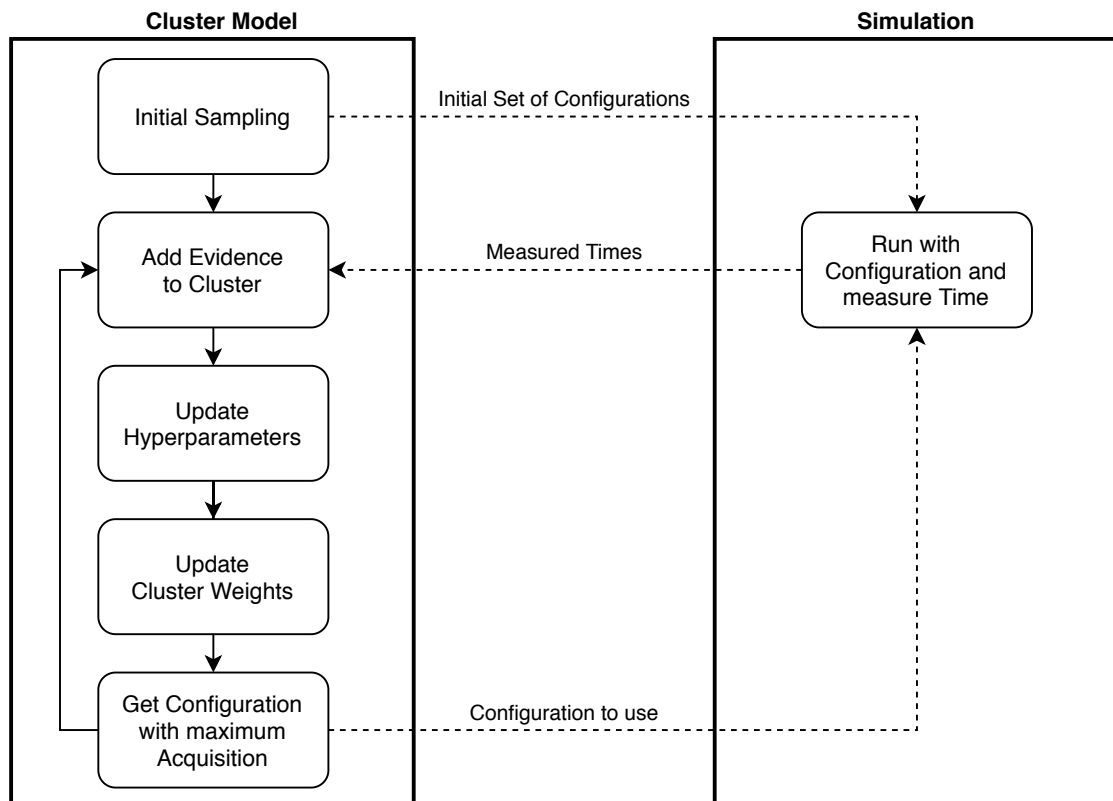 Cluster Model
Simulation
Initial Sampling
Initial Set of Configurations
Add Evidence
to Cluster
Measured Times
Run with
Configuration and
measure Time
Update
Hyperparameters
Update
Cluster Weights
Get Configuration
with maximum
Acquisition
Configuration to use